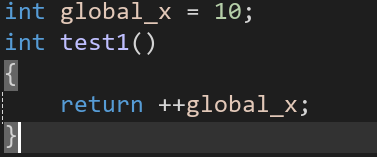 int global_x = 10;
int test1()
{
    return ++global_x;
}